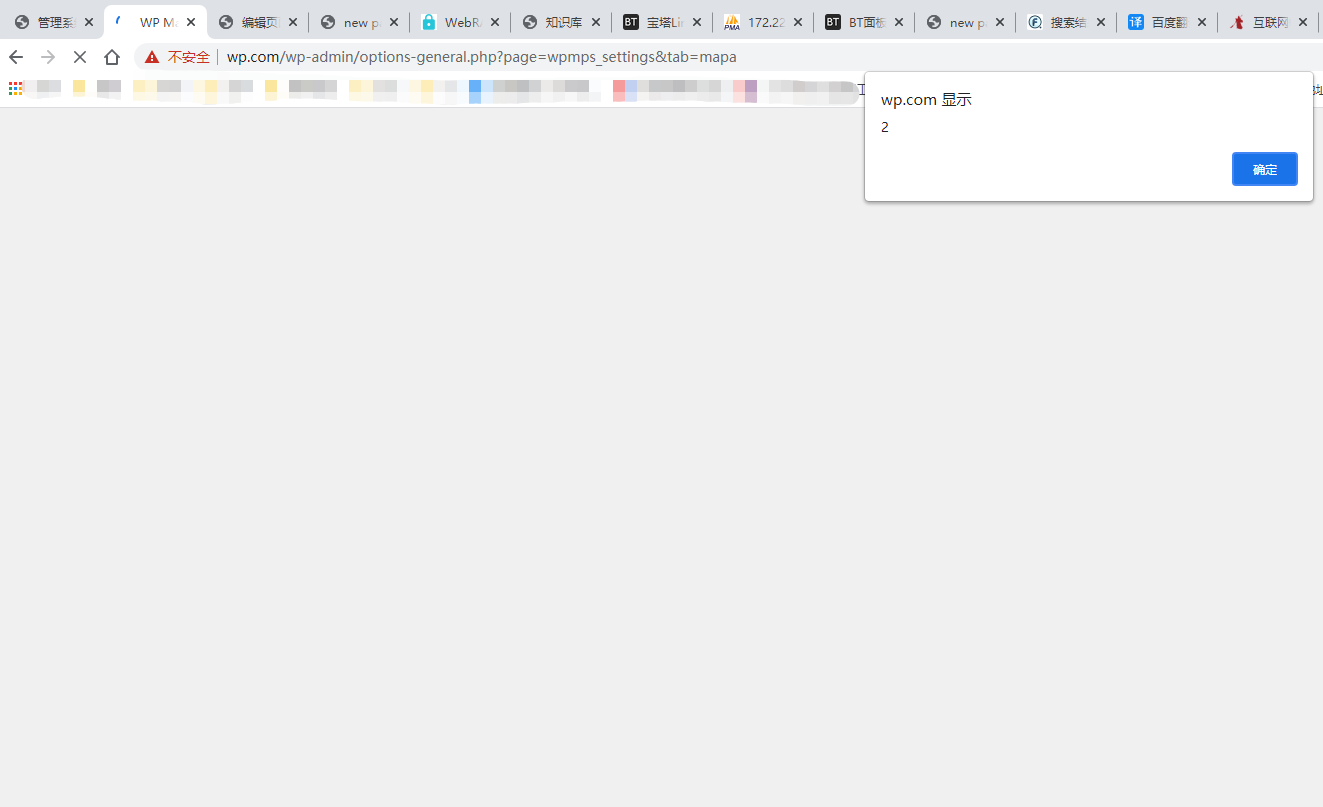 管理系
WP Ma
编辑页
new p
WebRA
知识库
BT
宝塔Lin
PMA
172.22
BT
BT面板
new p
搜索结
译
百度翻
互联网
不安全
wp.com/wp-admin/options-general.php?page=wpmps_settings&tab=mapa
wp.com 显示
2
确定